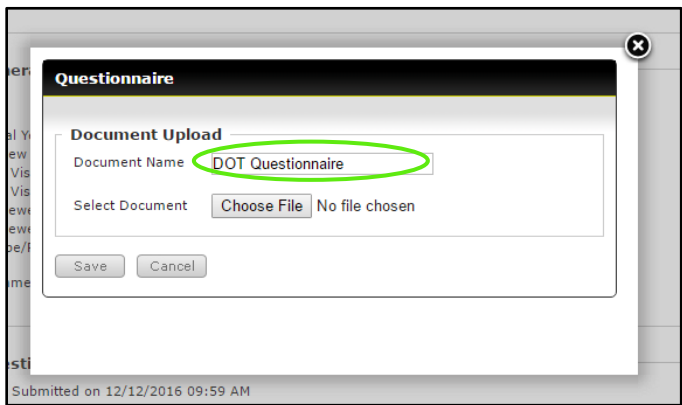 Questionnaire
Document Upload
Document Name DOT Questionnaire
Select Document Choose File No file chosen
Save Cancel
Submitted on 12/12/2016 09:59 AM